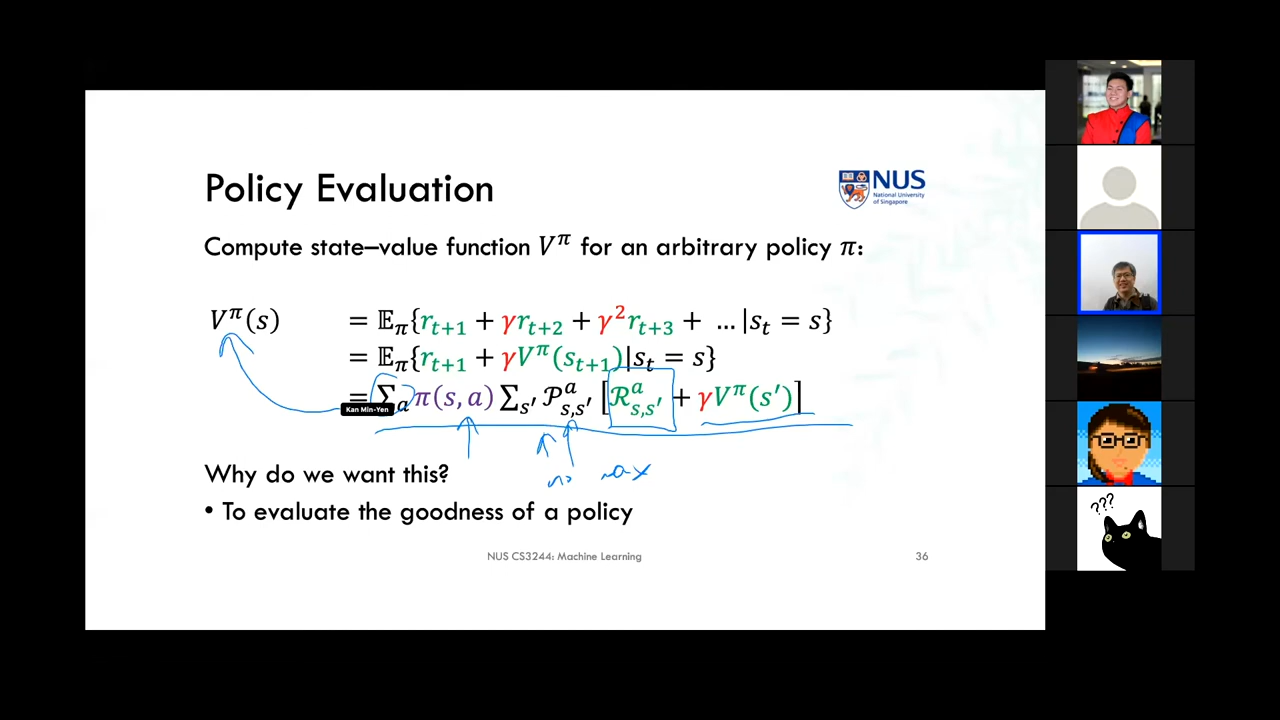 Policy Evaluation
NUS
National University
of Singapore
Compute state–value function V^π for an arbitrary policy π:
V^π(s) = 𝔼_π{r_{t+1} + γr_{t+2} + γ²r_{t+3} + … |s_t = s}
= 𝔼_π{r_{t+1} + γV^π(s_{t+1})|s_t = s}
= Σ_a π(s, a) Σ_{s′} 𝒫^a_{s,s′} [ℛ^a_{s,s′} + γV^π(s′)]
Kan Min-Yen
no max
Why do we want this?
• To evaluate the goodness of a policy
NUS CS3244: Machine Learning
36
???